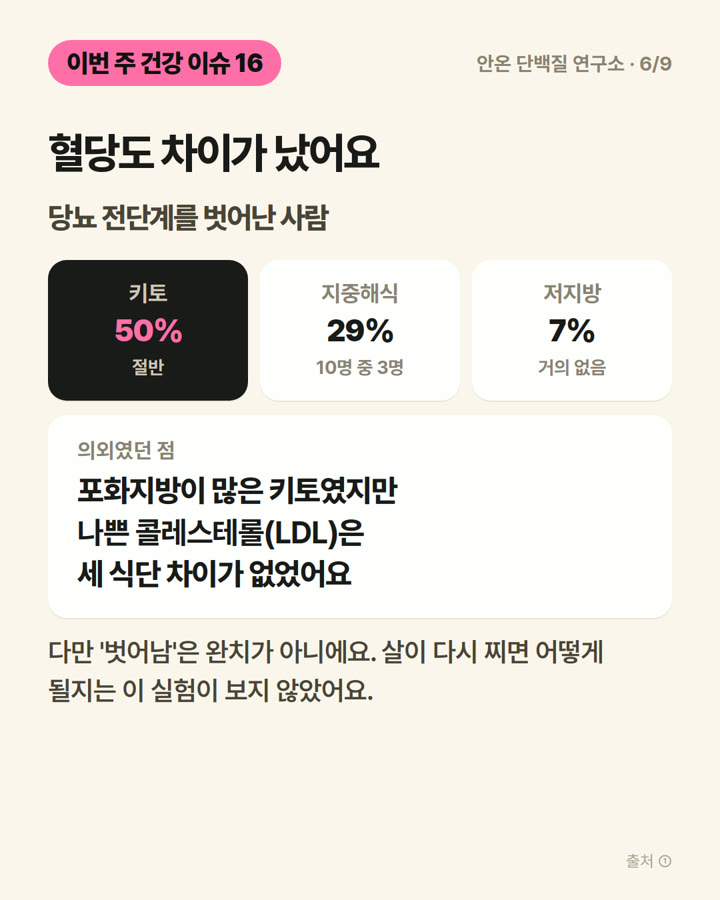 이번 주 건강 이슈 16
안온 단백질 연구소 · 6/9
혈당도 차이가 났어요
당뇨 전단계를 벗어난 사람
키토
50%
절반
지중해식
29%
10명 중 3명
저지방
7%
거의 없음
의외였던 점
포화지방이 많은 키토였지만
나쁜 콜레스테롤(LDL)은
세 식단 차이가 없었어요
다만 '벗어남'은 완치가 아니에요. 살이 다시 찌면 어떻게
될지는 이 실험이 보지 않았어요.
출처 ①